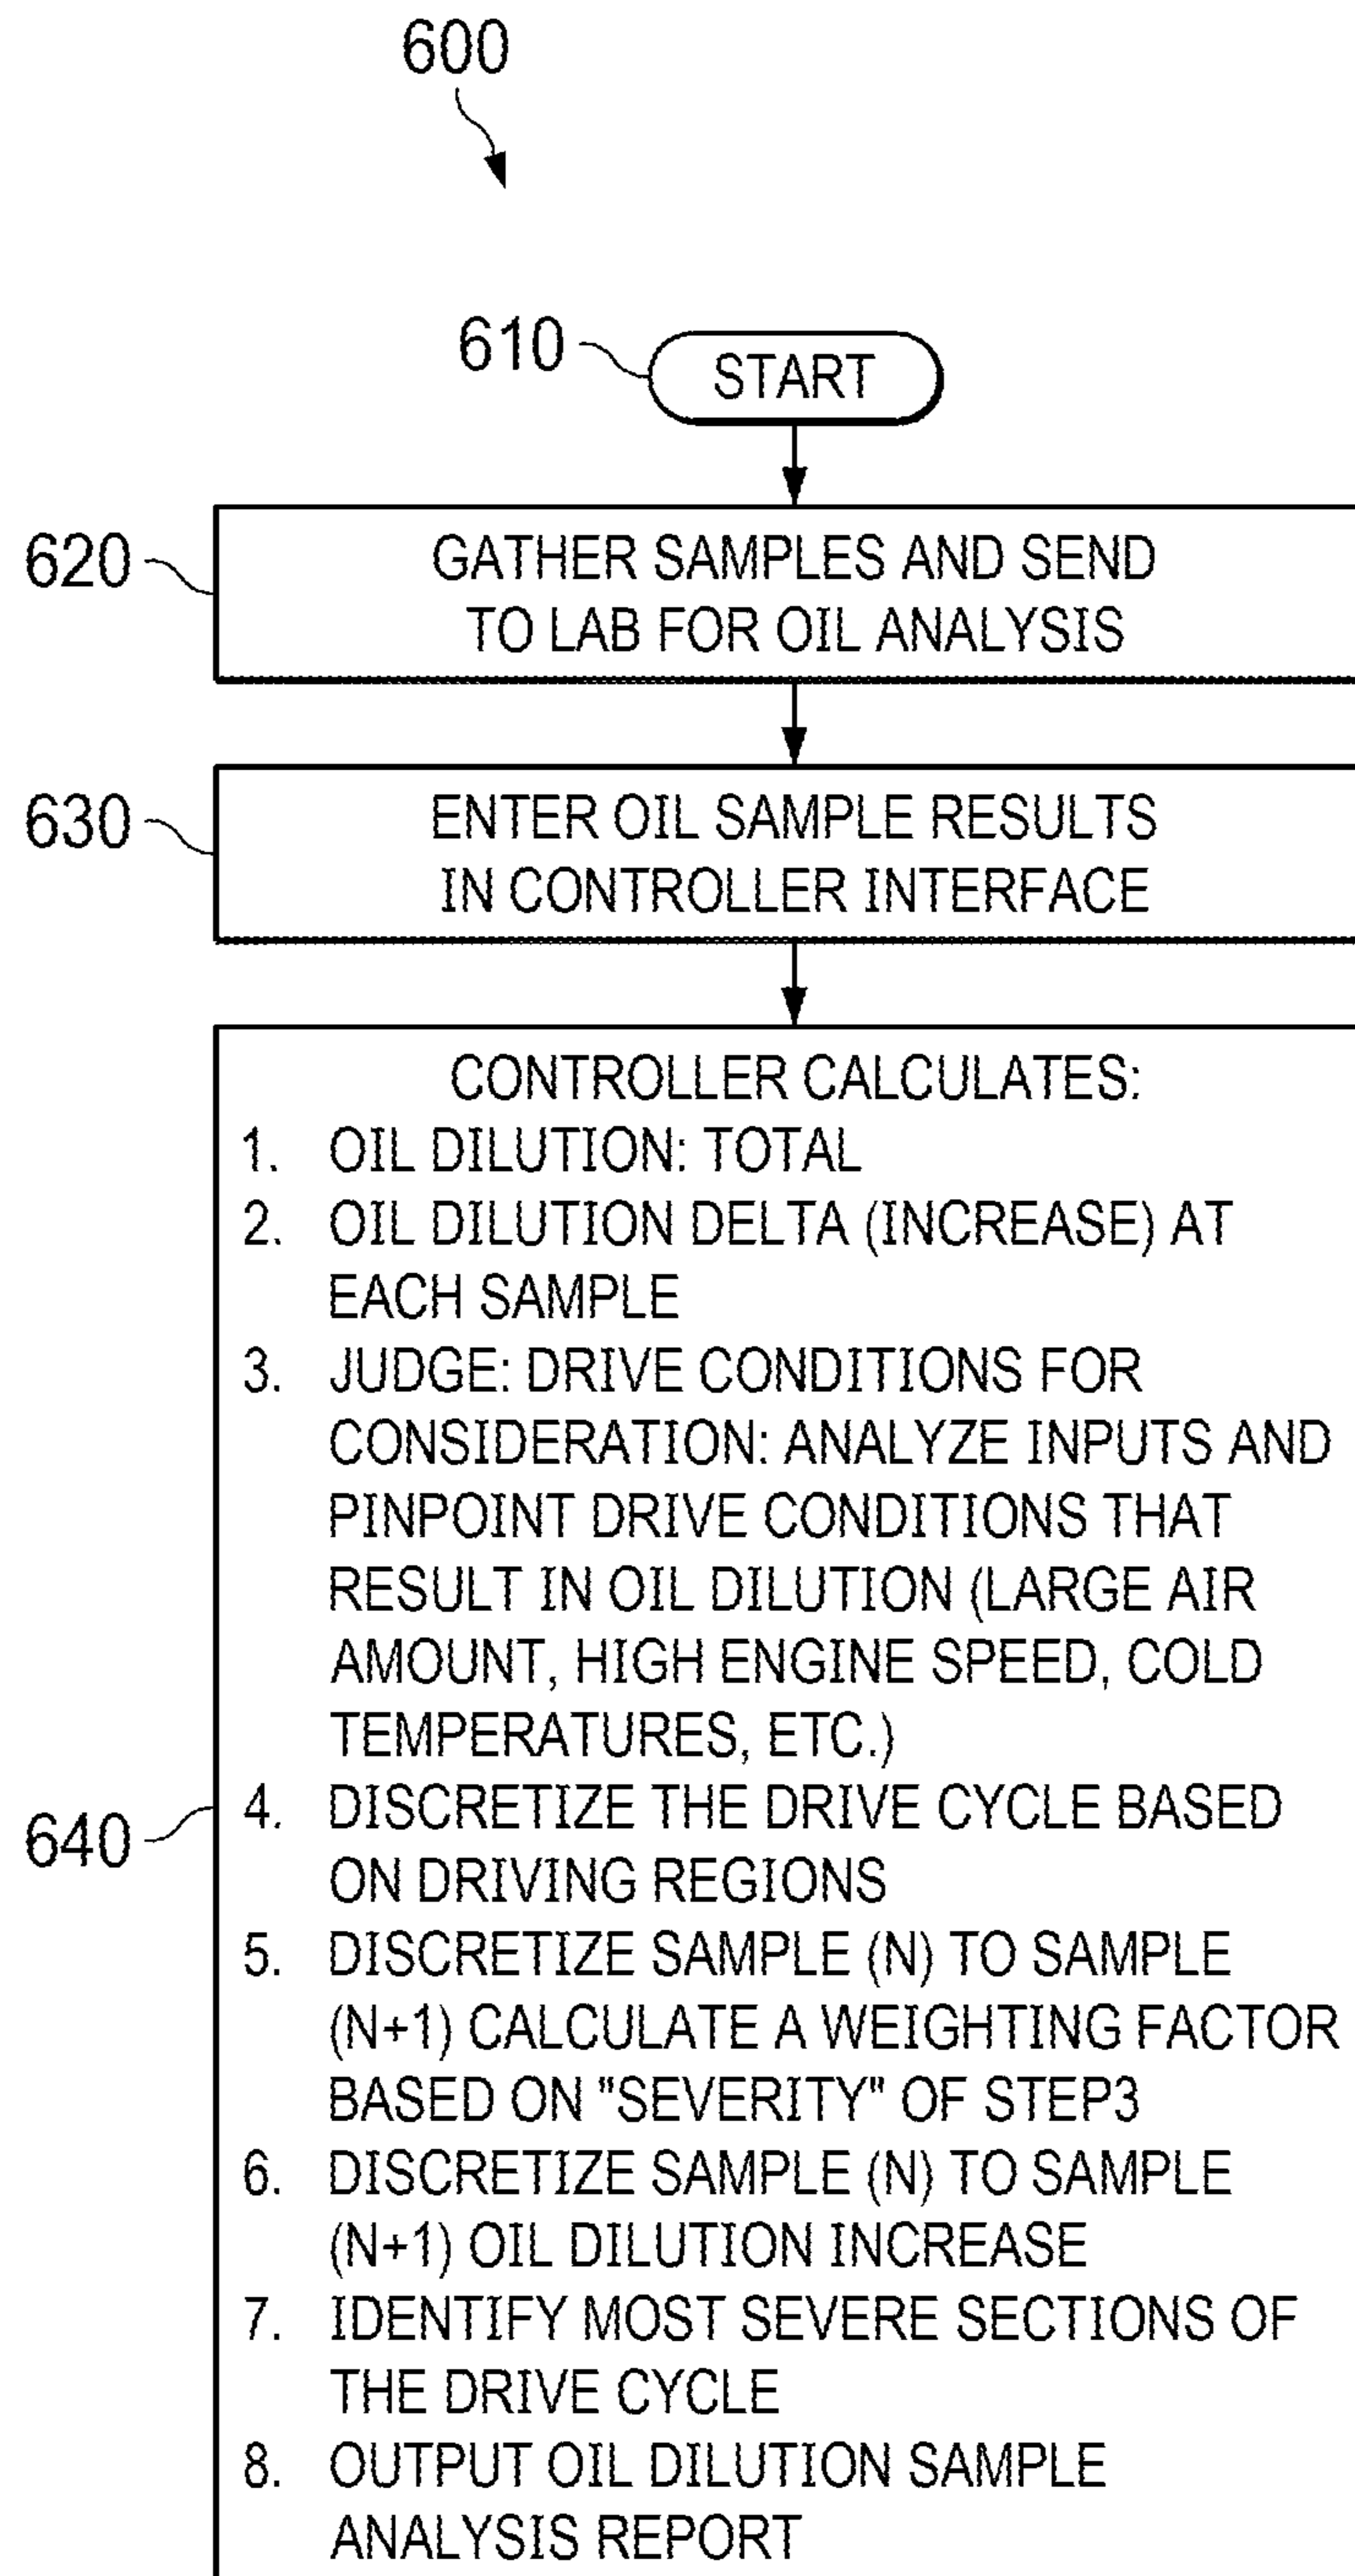 600
610
START
620
GATHER SAMPLES AND SEND
TO LAB FOR OIL ANALYSIS
630
ENTER OIL SAMPLE RESULTS
IN CONTROLLER INTERFACE
640
CONTROLLER CALCULATES:
1. OIL DILUTION: TOTAL
2. OIL DILUTION DELTA (INCREASE) AT
EACH SAMPLE
3. JUDGE: DRIVE CONDITIONS FOR
CONSIDERATION: ANALYZE INPUTS AND
PINPOINT DRIVE CONDITIONS THAT
RESULT IN OIL DILUTION (LARGE AIR
AMOUNT, HIGH ENGINE SPEED, COLD
TEMPERATURES, ETC.)
4. DISCRETIZE THE DRIVE CYCLE BASED
ON DRIVING REGIONS
5. DISCRETIZE SAMPLE (N) TO SAMPLE
(N+1) CALCULATE A WEIGHTING FACTOR
BASED ON "SEVERITY" OF STEP3
6. DISCRETIZE SAMPLE (N) TO SAMPLE
(N+1) OIL DILUTION INCREASE
7. IDENTIFY MOST SEVERE SECTIONS OF
THE DRIVE CYCLE
8. OUTPUT OIL DILUTION SAMPLE
ANALYSIS REPORT